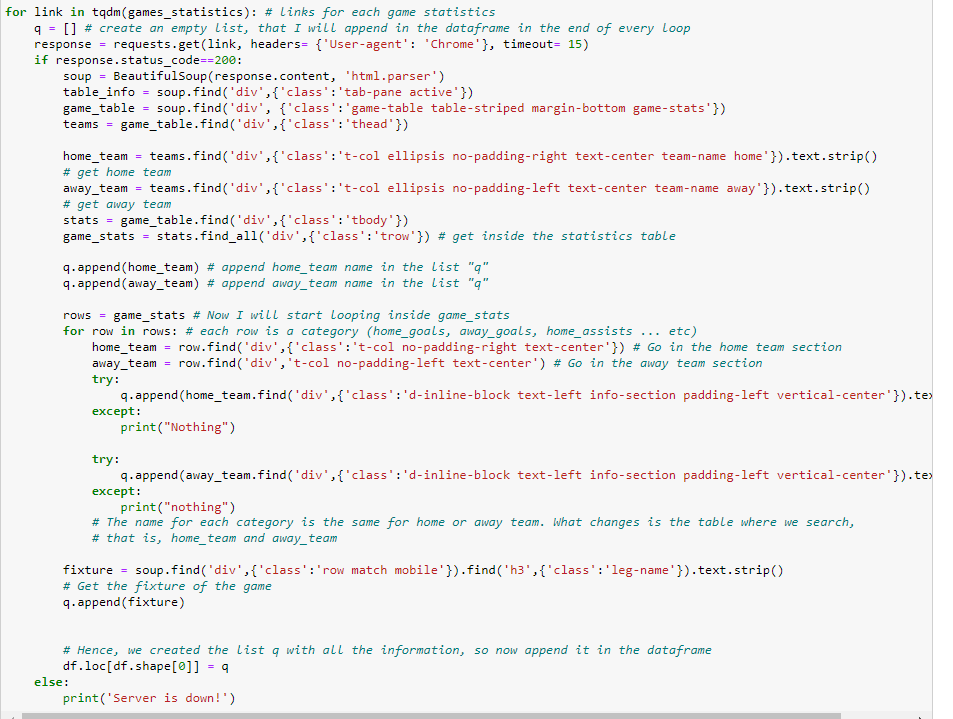 for link in tqdm(games_statistics): # links for each game statistics
    q = [] # create an empty list, that I will append in the dataframe in the end of every loop
    response = requests.get(link, headers= {'User-agent': 'Chrome'}, timeout= 15)
    if response.status_code==200:
        soup = BeautifulSoup(response.content, 'html.parser')
        table_info = soup.find('div',{'class':'tab-pane active'})
        game_table = soup.find('div', {'class':'game-table table-striped margin-bottom game-stats'})
        teams = game_table.find('div',{'class':'thead'})

        home_team = teams.find('div',{'class':'t-col ellipsis no-padding-right text-center team-name home'}).text.strip()
        # get home team
        away_team = teams.find('div',{'class':'t-col ellipsis no-padding-left text-center team-name away'}).text.strip()
        # get away team
        stats = game_table.find('div',{'class':'tbody'})
        game_stats = stats.find_all('div',{'class':'trow'}) # get inside the statistics table

        q.append(home_team) # append home_team name in the list "q"
        q.append(away_team) # append away_team name in the list "q"

        rows = game_stats # Now I will start looping inside game_stats
        for row in rows: # each row is a category (home_goals, away_goals, home_assists ... etc)
            home_team = row.find('div',{'class':'t-col no-padding-right text-center'}) # Go in the home team section
            away_team = row.find('div','t-col no-padding-left text-center') # Go in the away team section
            try:
                q.append(home_team.find('div',{'class':'d-inline-block text-left info-section padding-left vertical-center'}).te
            except:
                print("Nothing")

            try:
                q.append(away_team.find('div',{'class':'d-inline-block text-left info-section padding-left vertical-center'}).te
            except:
                print("nothing")
            # The name for each category is the same for home or away team. What changes is the table where we search,
            # that is, home_team and away_team

        fixture = soup.find('div',{'class':'row match mobile'}).find('h3',{'class':'leg-name'}).text.strip()
        # Get the fixture of the game
        q.append(fixture)


        # Hence, we created the list q with all the information, so now append it in the dataframe
        df.loc[df.shape[0]] = q
    else:
        print('Server is down!')